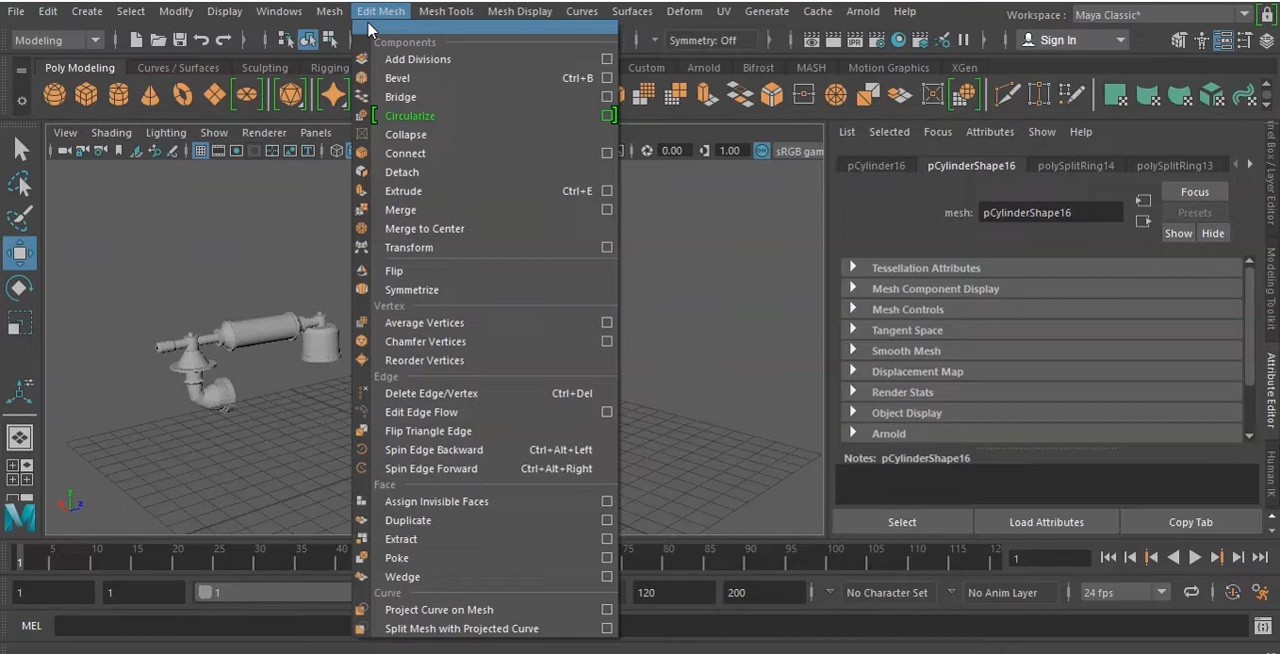 File Edit Create Select Modify Display Windows Mesh Edit Mesh Mesh Tools Mesh Display Curves Surfaces Deform UV Generate Cache Arnold Help Workspace : Maya Classic*
Modeling Symmetry: Off Sign In
Poly Modeling Curves / Surfaces Sculpting Rigging Custom Arnold Bifrost MASH Motion Graphics XGen
View Shading Lighting Show Renderer Panels
0.00 1.00 sRGB gam
Components
Add Divisions
Bevel Ctrl+B
Bridge
Circularize
Collapse
Connect
Detach
Extrude Ctrl+E
Merge
Merge to Center
Transform
Flip
Symmetrize
Vertex
Average Vertices
Chamfer Vertices
Reorder Vertices
Edge
Delete Edge/Vertex Ctrl+Del
Edit Edge Flow
Flip Triangle Edge
Spin Edge Backward Ctrl+Alt+Left
Spin Edge Forward Ctrl+Alt+Right
Face
Assign Invisible Faces
Duplicate
Extract
Poke
Wedge
Curve
Project Curve on Mesh
Split Mesh with Projected Curve
List Selected Focus Attributes Show Help
pCylinder16 pCylinderShape16 polySplitRing14 polySplitRing13
Focus
mesh: pCylinderShape16 Presets
Show Hide
Tessellation Attributes
Mesh Component Display
Mesh Controls
Tangent Space
Smooth Mesh
Displacement Map
Render Stats
Object Display
Arnold
Notes: pCylinderShape16
Select Load Attributes Copy Tab
Modeling Toolkit
Attribute Editor
Human IK
y
z
5 10 15 20 25 30 35 40 75 80 85 90 95 100 105 110 115 12
1 1
1 1 1 120 200 No Character Set No Anim Layer 24 fps
MEL